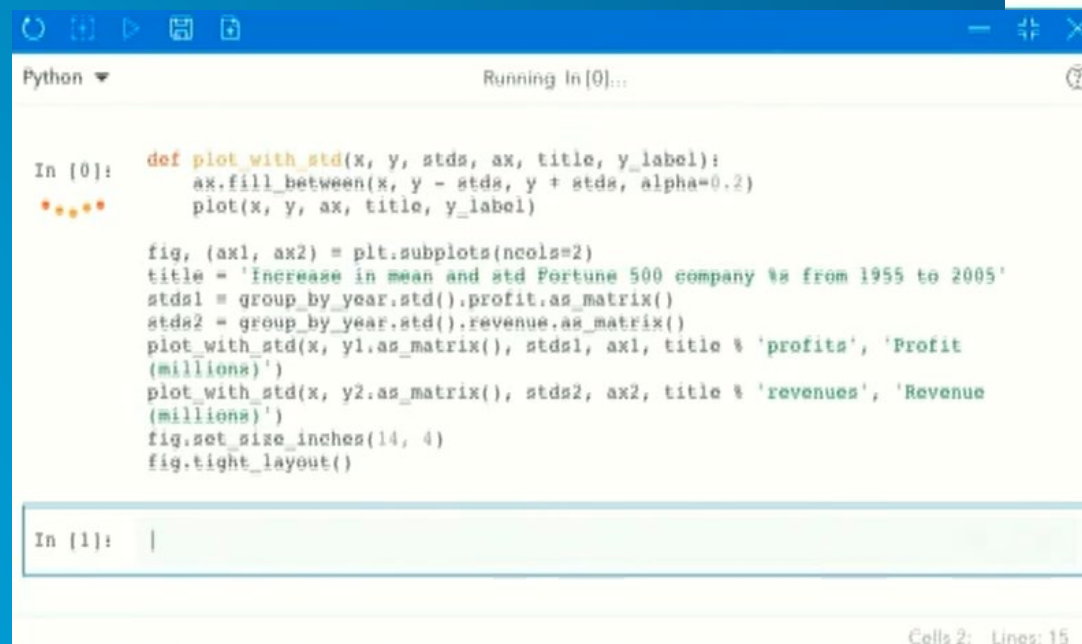 Python
Running In [0]...
In [0]:
def plot_with_std(x, y, stds, ax, title, y_label):
    ax.fill_between(x, y - stds, y + stds, alpha=0.2)
    plot(x, y, ax, title, y_label)
fig, (ax1, ax2) = plt.subplots(ncols=2)
title = 'Increase in mean and std Fortune 500 company %s from 1955 to 2005'
stds1 = group_by_year.std().profit.as_matrix()
stds2 = group_by_year.std().revenue.as_matrix()
plot_with_std(x, y1.as_matrix(), stds1, ax1, title % 'profits', 'Profit
(millions)')
plot_with_std(x, y2.as_matrix(), stds2, ax2, title % 'revenues', 'Revenue
(millions)')
fig.set_size_inches(14, 4)
fig.tight_layout()
In [1]:
Cells 2: Lines: 15